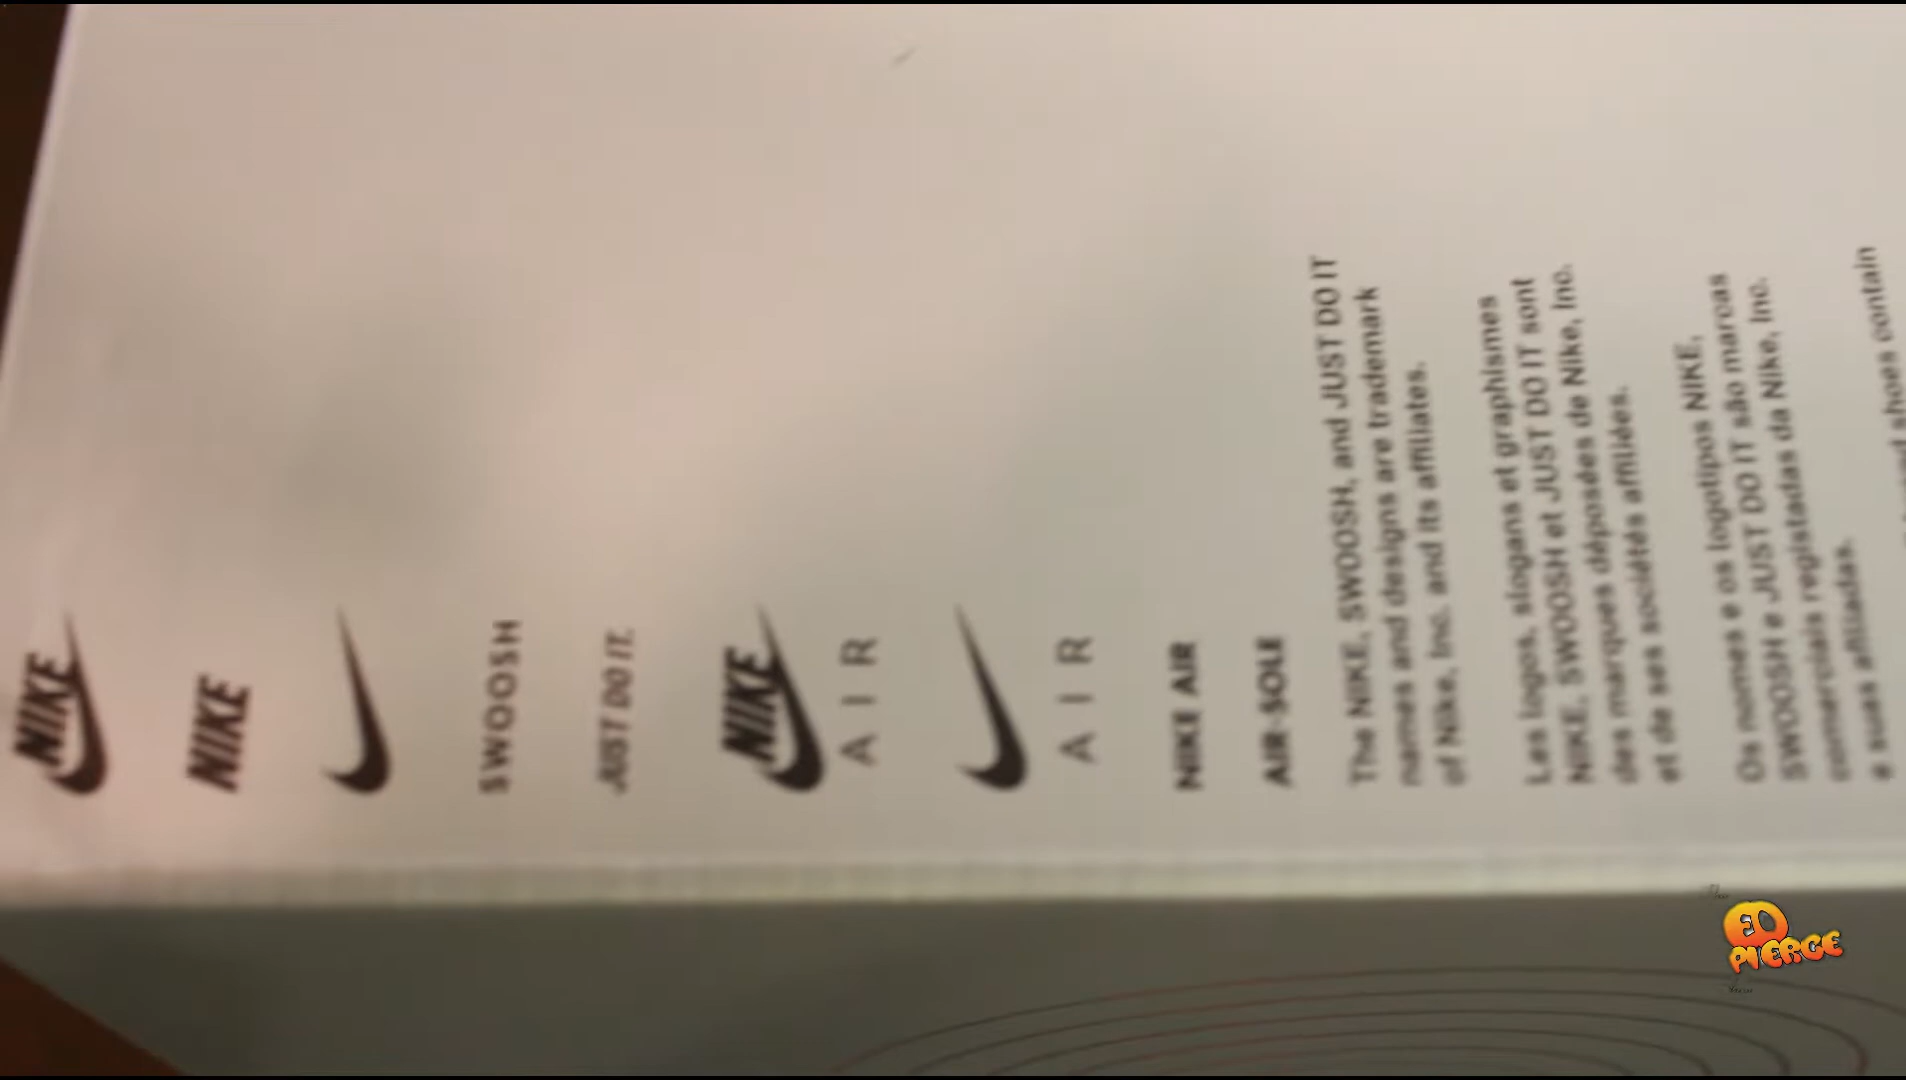 NIKE
NIKE
SWOOSH
JUST DO IT.
NIKE
AIR
AIR
NIKE AIR
AIR-SOLE
The NIKE, SWOOSH, and JUST DO IT
names and designs are trademark
of Nike, Inc. and its affiliates.
Les logos, slogans et graphismes
NIKE, SWOOSH et JUST DO IT sont
des marques déposées de Nike, Inc.
et de ses sociétés affiliées.
Os nomes e os logotipos NIKE,
SWOOSH e JUST DO IT são marcas
comerciais registadas da Nike, Inc.
e suas afiliadas.
shoes contain
ED
PIERCE